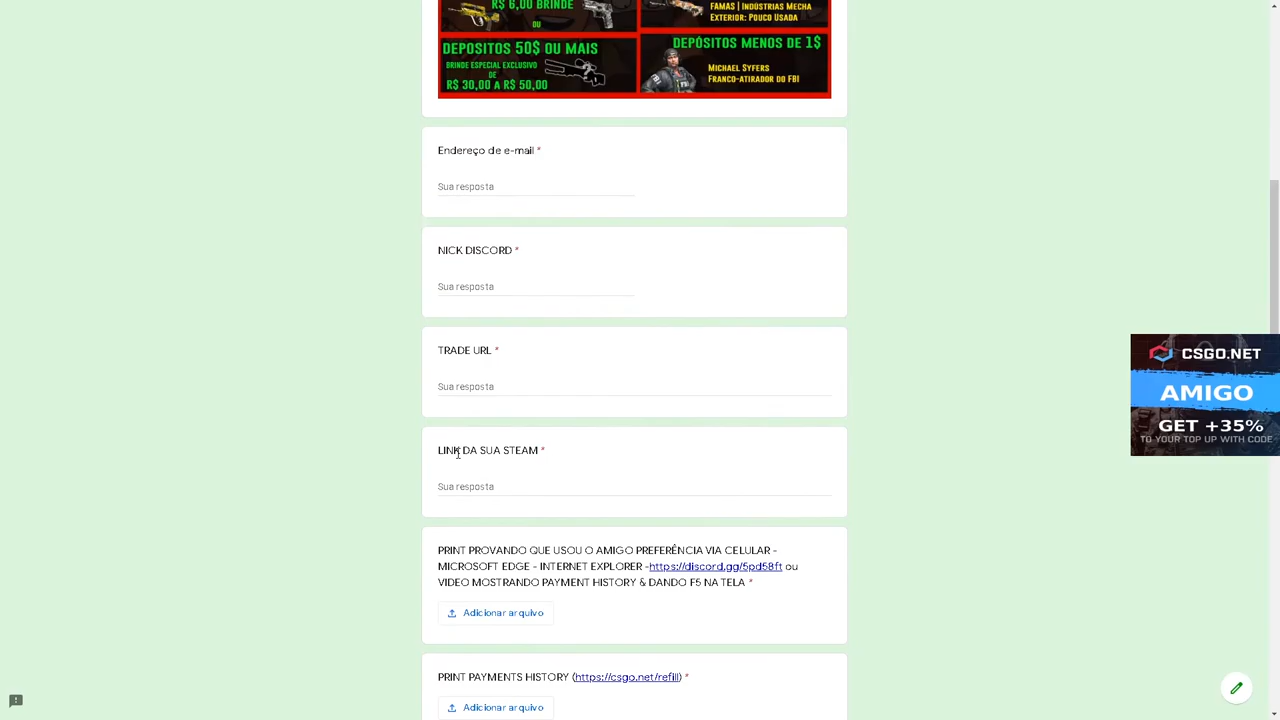 R$ 6,00 BRINDE
OU
FAMAS | INDÚSTRIAS MECHA
EXTERIOR: POUCO USADA
DEPOSITOS 50$ OU MAIS
BRINDE ESPECIAL EXCLUSIVO
DE
R$ 30,00 A R$ 50,00
DEPÓSITOS MENOS DE 1$
MICHAEL SYFERS
FRANCO-ATIRADOR DO FBI
Endereço de e-mail *
Sua resposta
NICK DISCORD *
Sua resposta
TRADE URL *
Sua resposta
LINK DA SUA STEAM *
Sua resposta
PRINT PROVANDO QUE USOU O AMIGO PREFERÊNCIA VIA CELULAR -
MICROSOFT EDGE - INTERNET EXPLORER -https://discord.gg/5pd58ft ou
VIDEO MOSTRANDO PAYMENT HISTORY & DANDO F5 NA TELA *
Adicionar arquivo
PRINT PAYMENTS HISTORY (https://csgo.net/refill) *
Adicionar arquivo
CSGO.NET
AMIGO
GET +35%
TO YOUR TOP UP WITH CODE